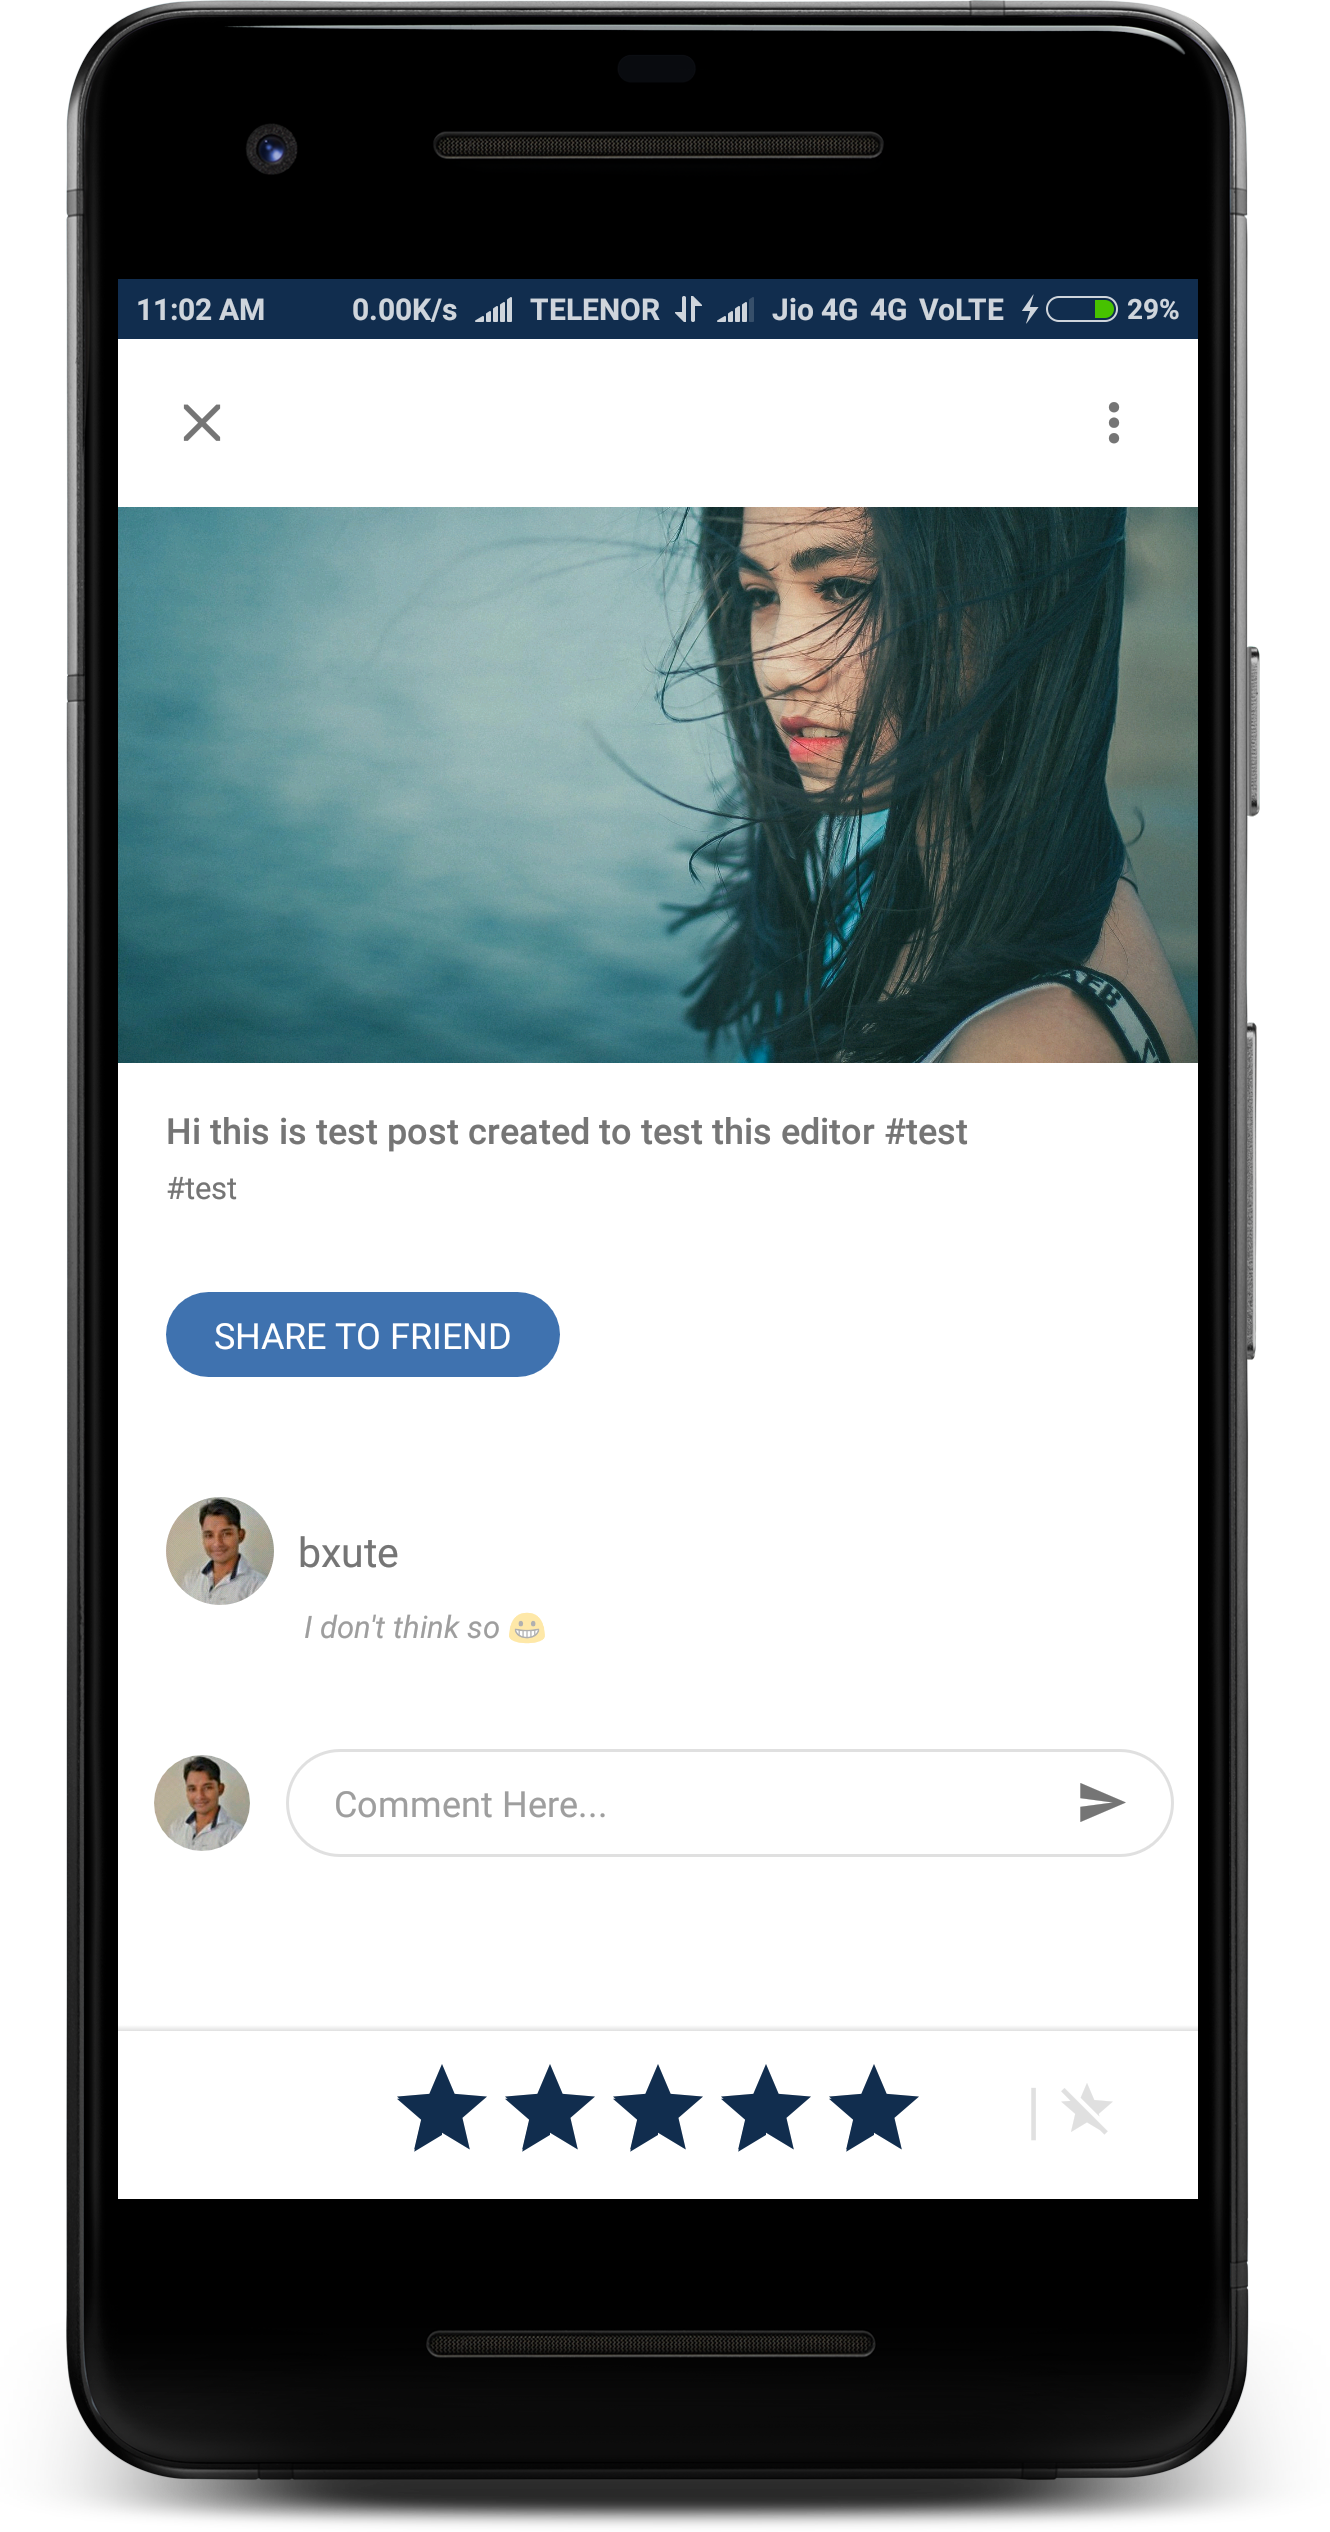 11:02 AM 0.00K/s TELENOR Jio 4G 4G VoLTE 29%
Hi this is test post created to test this editor #test
#test
SHARE TO FRIEND
bxute
I don't think so 😀
Comment Here...